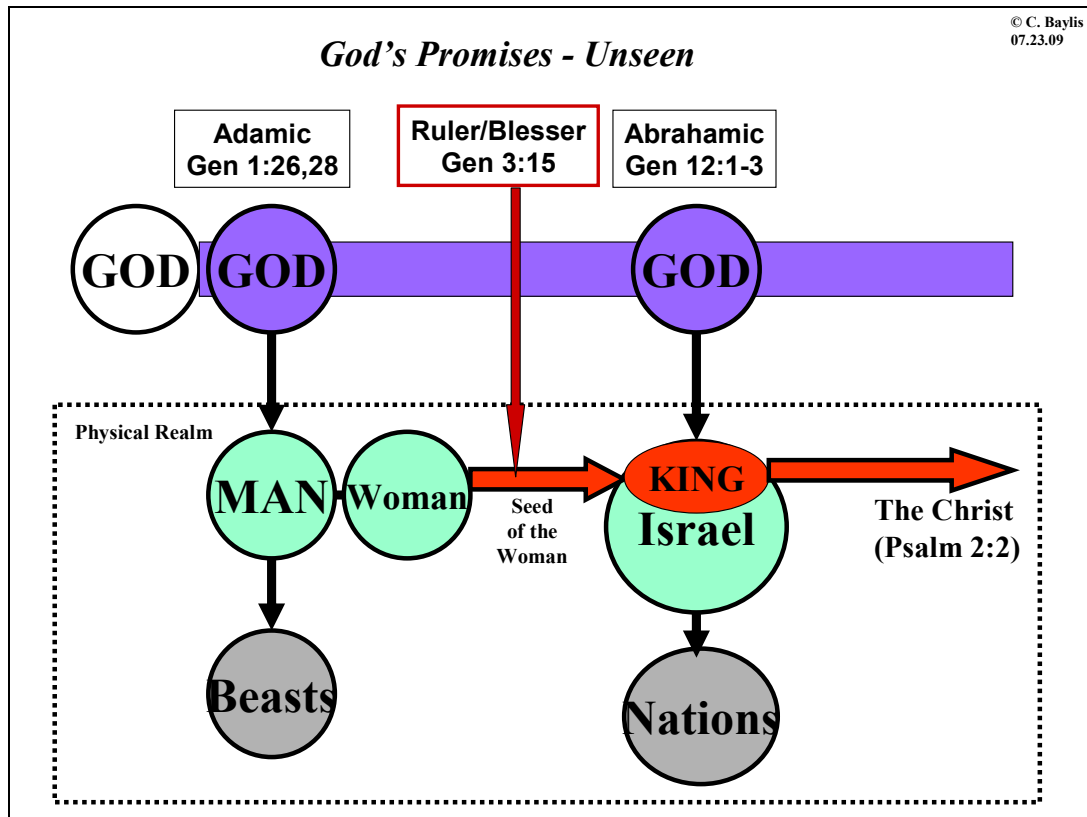 © C. Baylis
07.23.09
God's Promises - Unseen
Adamic
Gen 1:26,28
Ruler/Blesser
Gen 3:15
Abrahamic
Gen 12:1-3
GOD
GOD
GOD
Physical Realm
MAN
Woman
Seed
of the
Woman
KING
Israel
The Christ
(Psalm 2:2)
Beasts
Nations